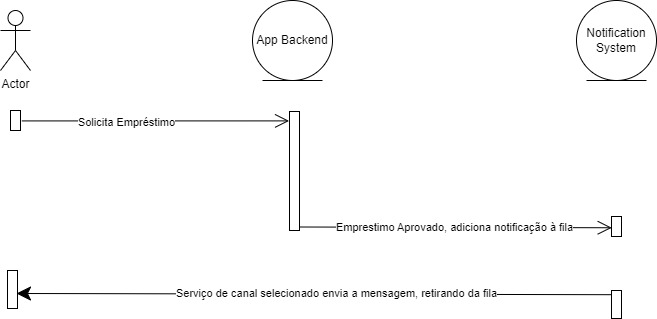 Actor
App Backend
Notification
System
Solicita Empréstimo
Emprestimo Aprovado, adiciona notificação à fila
Serviço de canal selecionado envia a mensagem, retirando da fila